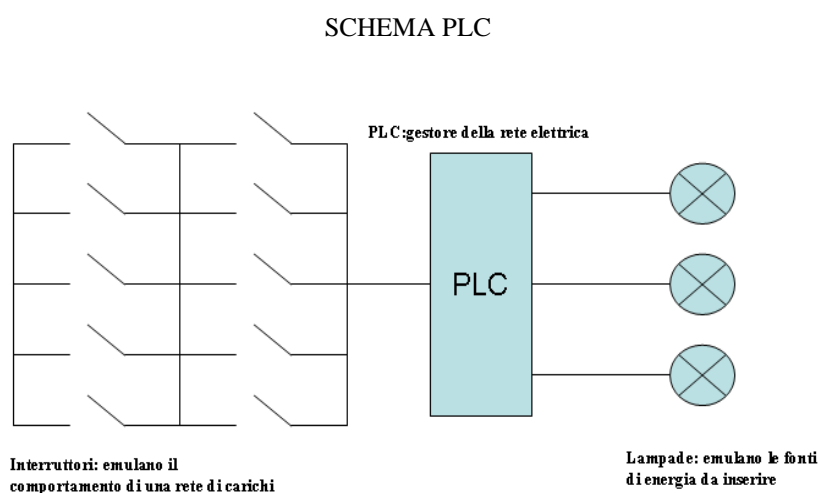 SCHEMA PLC
PLC:gestore della rete elettrica
PLC
Interruttori: emulano il
comportamento di una rete di carichi
Lampade: emulano le fonti
di energia da inserire